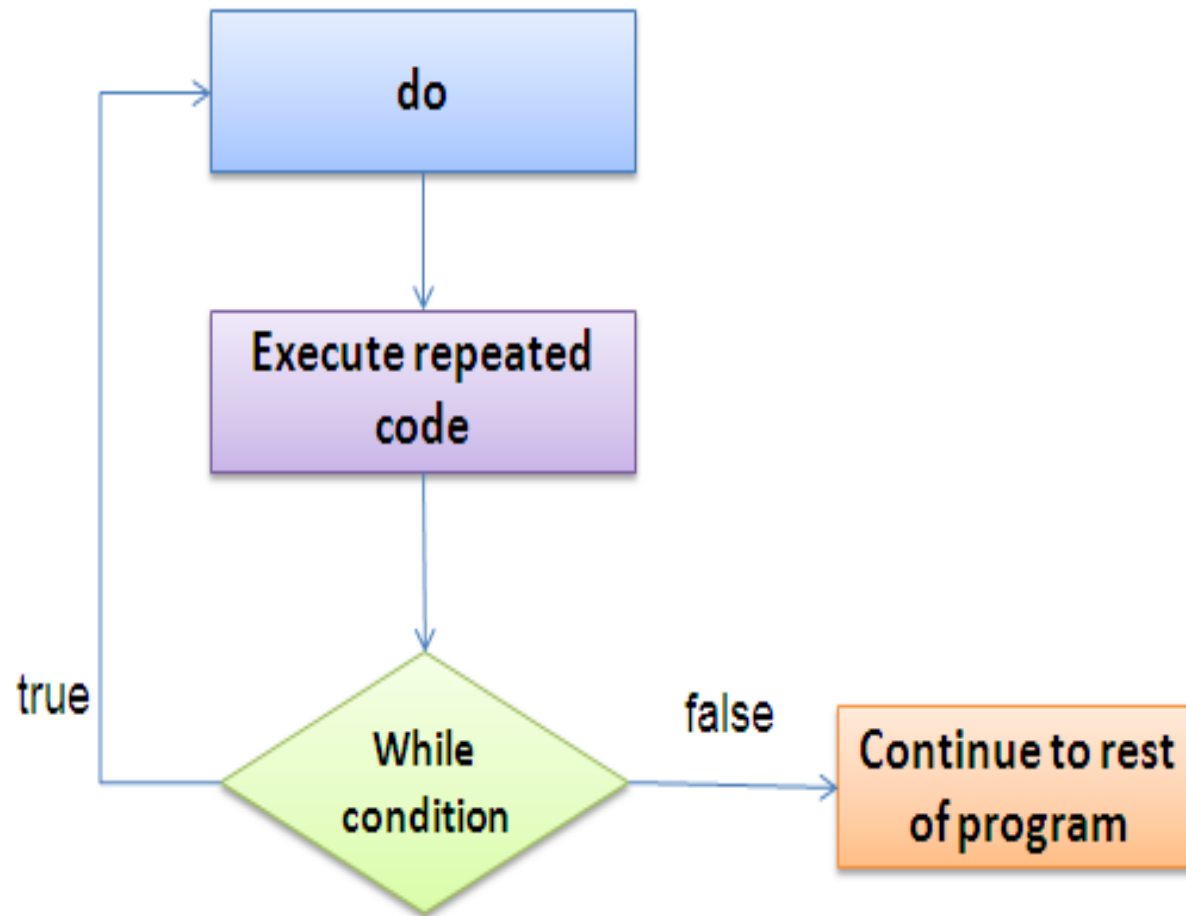 do
Execute repeated
code
true
While
condition
false
Continue to rest
of program